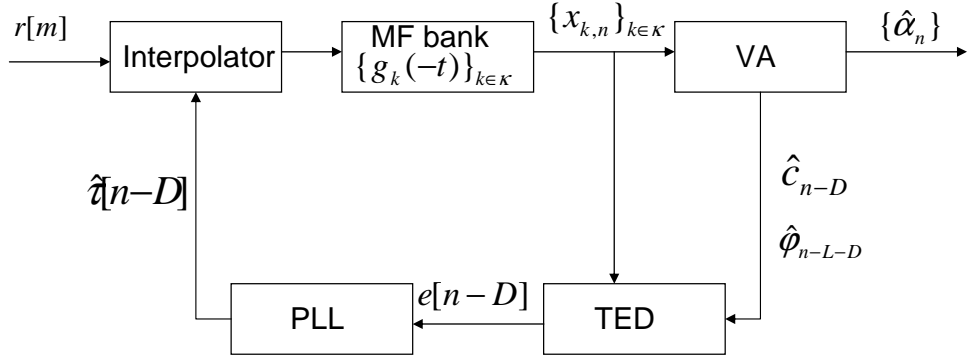 r[m]
Interpolator
MF bank
{g_k(-t)}_{k∈κ}
{x_{k,n}}_{k∈κ}
VA
{α̂_n}
τ̂[n-D]
ĉ_{n-D}
φ̂_{n-L-D}
PLL
e[n-D]
TED